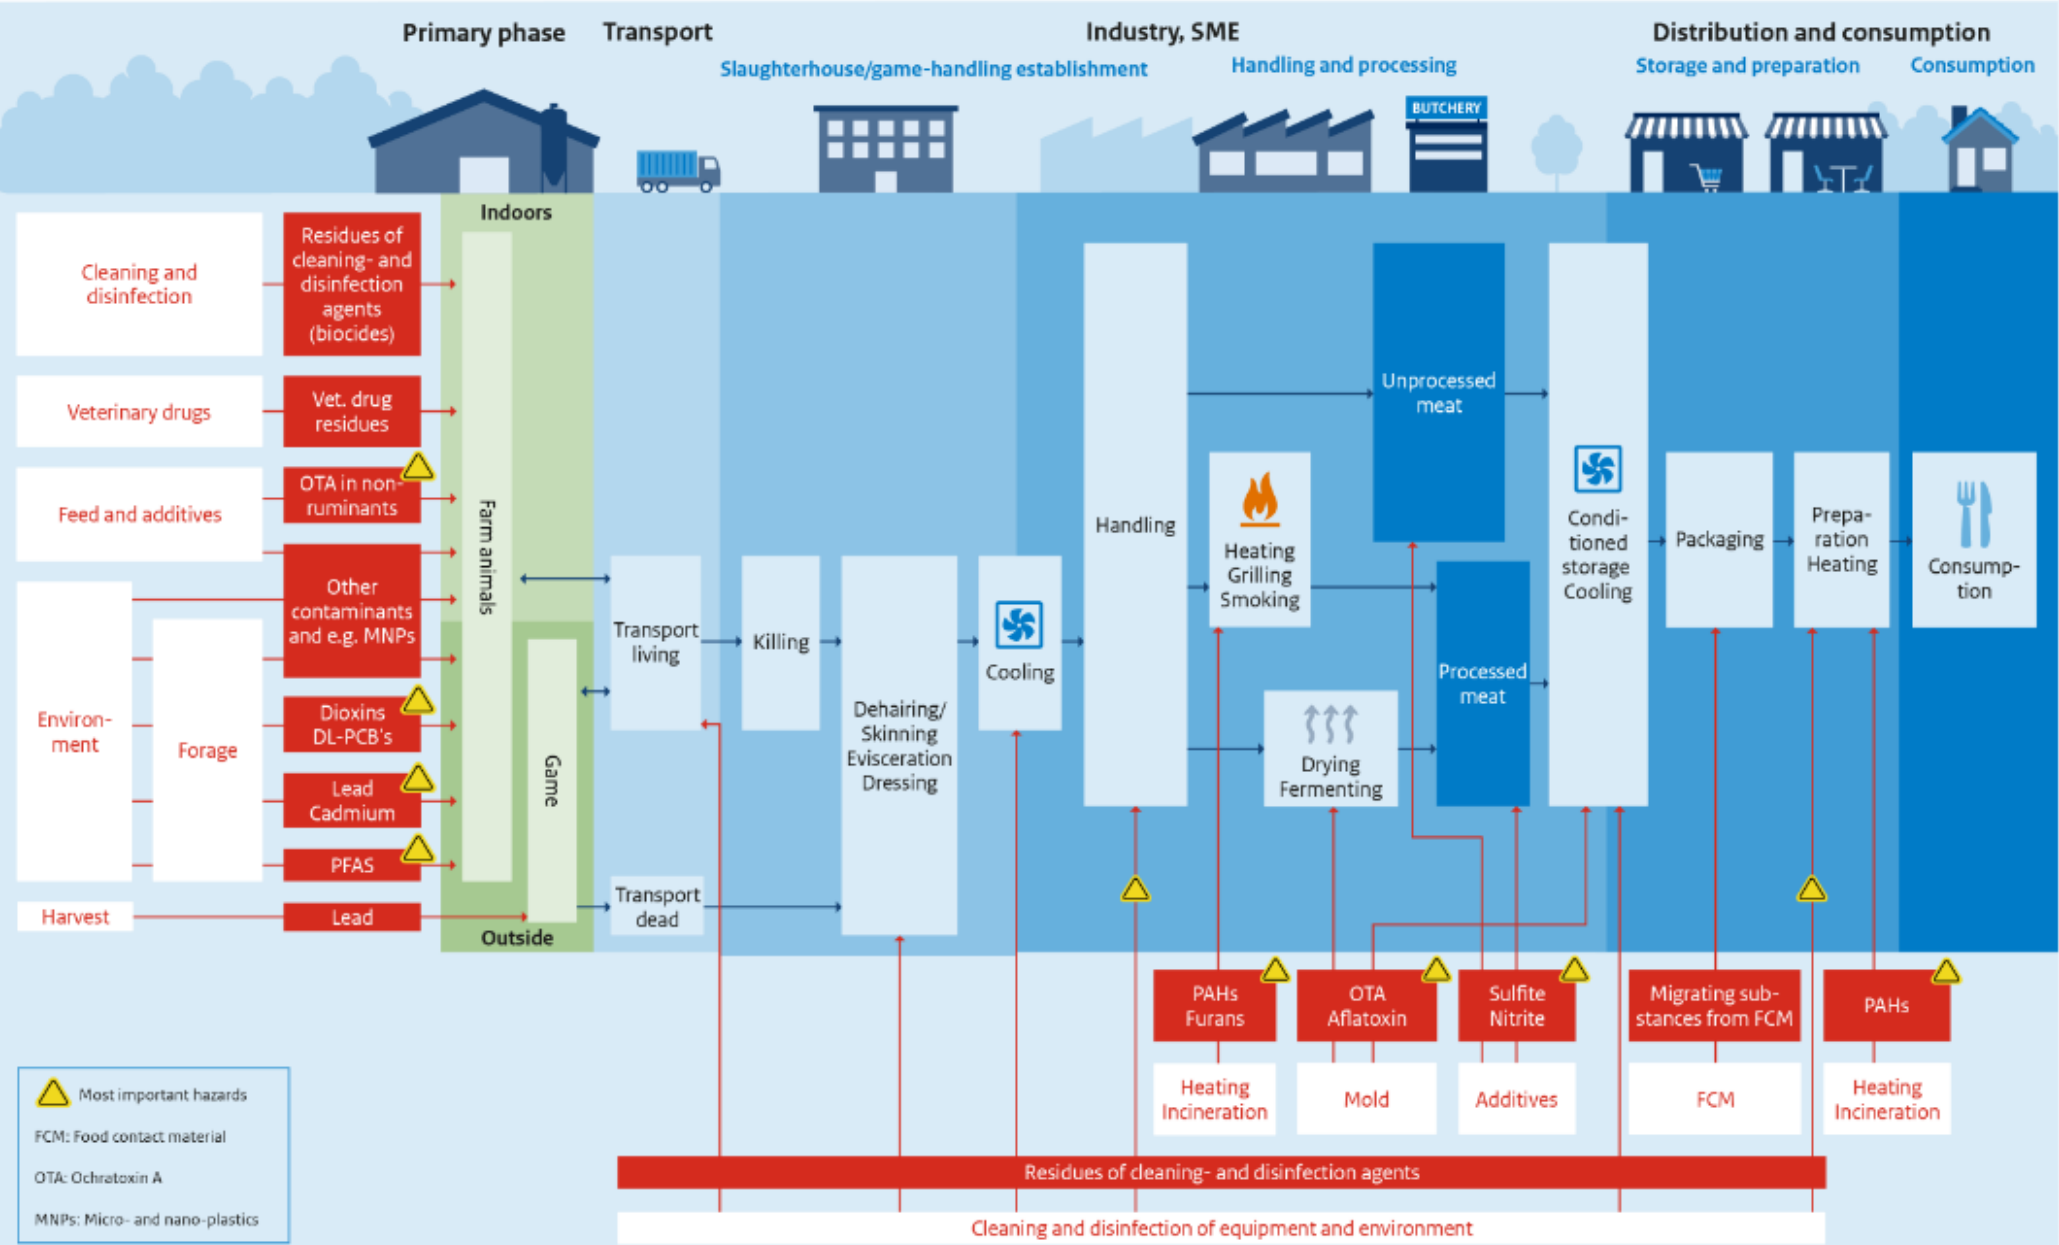 Primary phase
Transport
Industry, SME
Distribution and consumption
Slaughterhouse/game-handling establishment
Handling and processing
Storage and preparation
Consumption
BUTCHERY
Indoors
Cleaning and
disinfection
Residues of
cleaning- and
disinfection
agents
(biocides)
Veterinary drugs
Vet. drug
residues
Feed and additives
OTA in non-
ruminants
Other
contaminants
and e.g. MNPs
Environ-
ment
Forage
Dioxins
DL-PCB's
Lead
Cadmium
PFAS
Harvest
Lead
Farm animals
Game
Outside
Transport
living
Transport
dead
Killing
Dehairing/
Skinning
Evisceration
Dressing
Cooling
Handling
Heating
Grilling
Smoking
Drying
Fermenting
Unprocessed
meat
Processed
meat
Condi-
tioned
storage
Cooling
Packaging
Prepa-
ration
Heating
Consump-
tion
PAHs
Furans
OTA
Aflatoxin
Sulfite
Nitrite
Migrating sub-
stances from FCM
PAHs
Heating
Incineration
Mold
Additives
FCM
Heating
Incineration
Residues of cleaning- and disinfection agents
Cleaning and disinfection of equipment and environment
Most important hazards
FCM: Food contact material
OTA: Ochratoxin A
MNPs: Micro- and nano-plastics